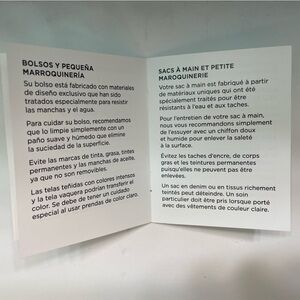 BOLSOS Y PEQUEÑA
MARROQUINERÍA
Su bolso está fabricado con materiales
de diseño exclusivo que han sido
tratados especialmente para resistir
las manchas y el agua.
Para cuidar su bolso, recomendamos
que lo limpie simplemente con un
paño suave y húmedo que elimine
la suciedad de la superficie.
Evite las marcas de tinta, grasa, tintes
permanentes y las manchas de aceite,
ya que no son removibles.
Las telas teñidas con colores intensos
y la tela vaquera podrían transferir el
color. Se debe de tener un cuidado
especial al usar prendas de color claro.
SACS À MAIN ET PETITE
MAROQUINERIE
Votre sac à main est fabriqué à partir
de matériaux uniques qui ont été
spécialement traités pour être
résistants à l'eau et aux taches.
Pour l'entretien de votre sac à main,
nous vous recommandons simplement
de l'essuyer avec un chiffon doux
et humide pour enlever la saleté
à la surface.
Évitez les taches d'encre, de corps
gras et les teintures permanentes
puisqu'elles ne peuvent pas être
enlevées.
Un sac en denim ou en tissus richement
teintés peut déteindre. Un soin
particulier doit être pris lorsque porté
avec des vêtements de couleur claire.